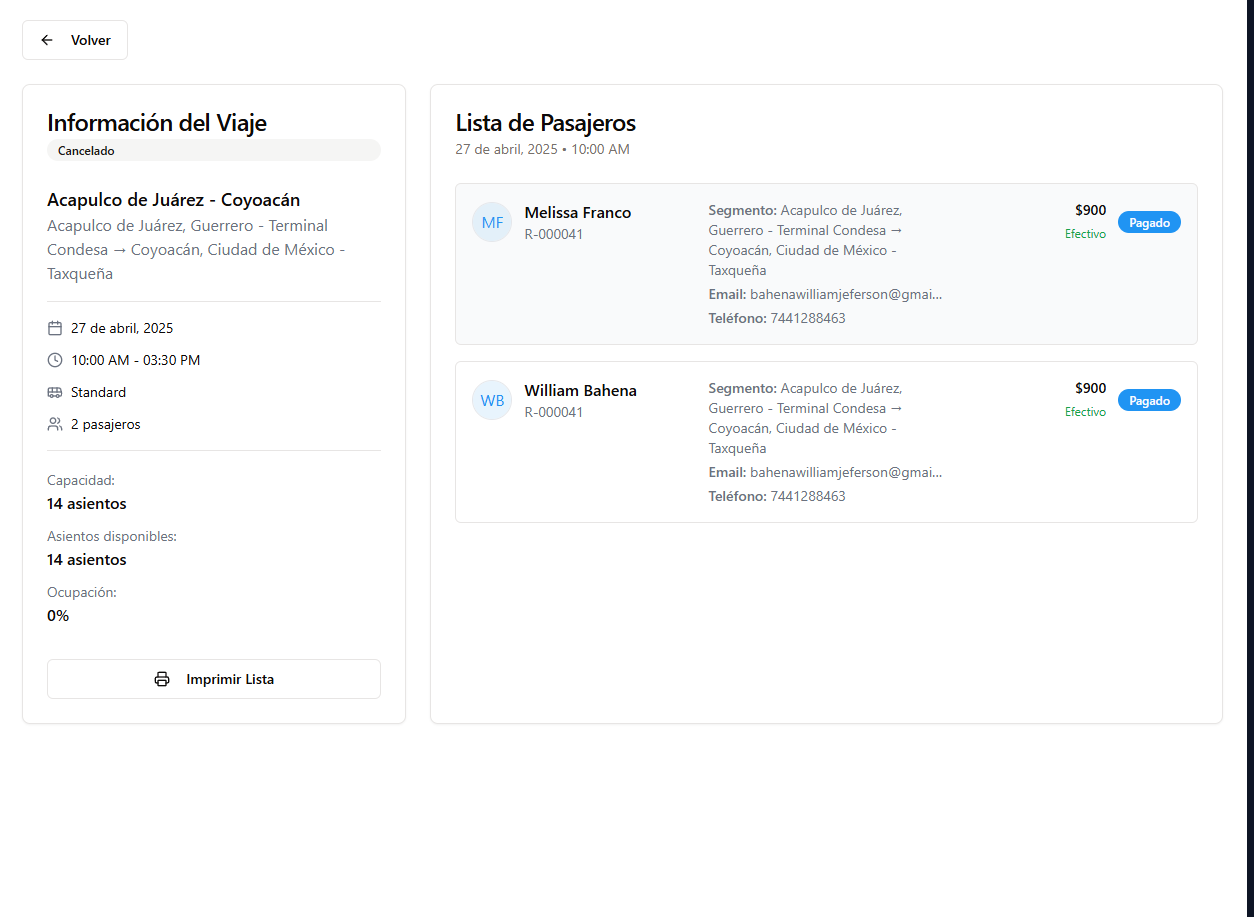 Volver
Información del Viaje
Cancelado
Acapulco de Juárez - Coyoacán
Acapulco de Juárez, Guerrero - Terminal
Condesa → Coyoacán, Ciudad de México -
Taxqueña
27 de abril, 2025
10:00 AM - 03:30 PM
Standard
2 pasajeros
Capacidad:
14 asientos
Asientos disponibles:
14 asientos
Ocupación:
0%
Imprimir Lista
Lista de Pasajeros
27 de abril, 2025 • 10:00 AM
MF
Melissa Franco
R-000041
Segmento: Acapulco de Juárez,
Guerrero - Terminal Condesa →
Coyoacán, Ciudad de México -
Taxqueña
Email: bahenawilliamjeferson@gmai...
Teléfono: 7441288463
$900
Efectivo
Pagado
WB
William Bahena
R-000041
Segmento: Acapulco de Juárez,
Guerrero - Terminal Condesa →
Coyoacán, Ciudad de México -
Taxqueña
Email: bahenawilliamjeferson@gmai...
Teléfono: 7441288463
$900
Efectivo
Pagado